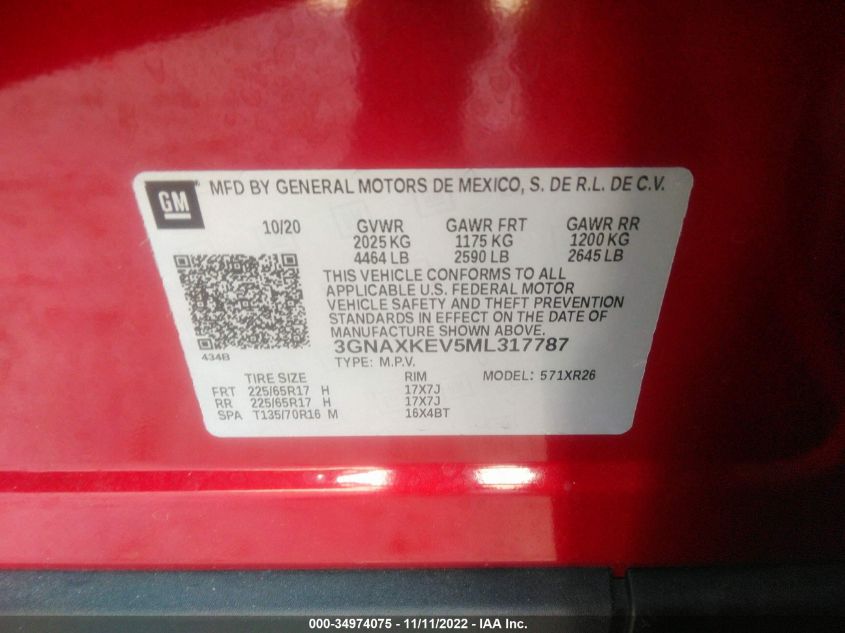 GM MFD BY GENERAL MOTORS DE MEXICO, S. DE R.L. DE C.V.
10/20 GVWR GAWR FRT GAWR RR
2025 KG 1175 KG 1200 KG
4464 LB 2590 LB 2645 LB
THIS VEHICLE CONFORMS TO ALL
APPLICABLE U.S. FEDERAL MOTOR
VEHICLE SAFETY AND THEFT PREVENTION
STANDARDS IN EFFECT ON THE DATE OF
MANUFACTURE SHOWN ABOVE.
434B 3GNAXKEV5ML317787
TYPE: M.P.V.
TIRE SIZE RIM MODEL: 571XR26
FRT 225/65R17 H 17X7J
RR 225/65R17 H 17X7J
SPA T135/70R16 M 16X4BT
000-34974075 — 11/11/2022 — IAA Inc.